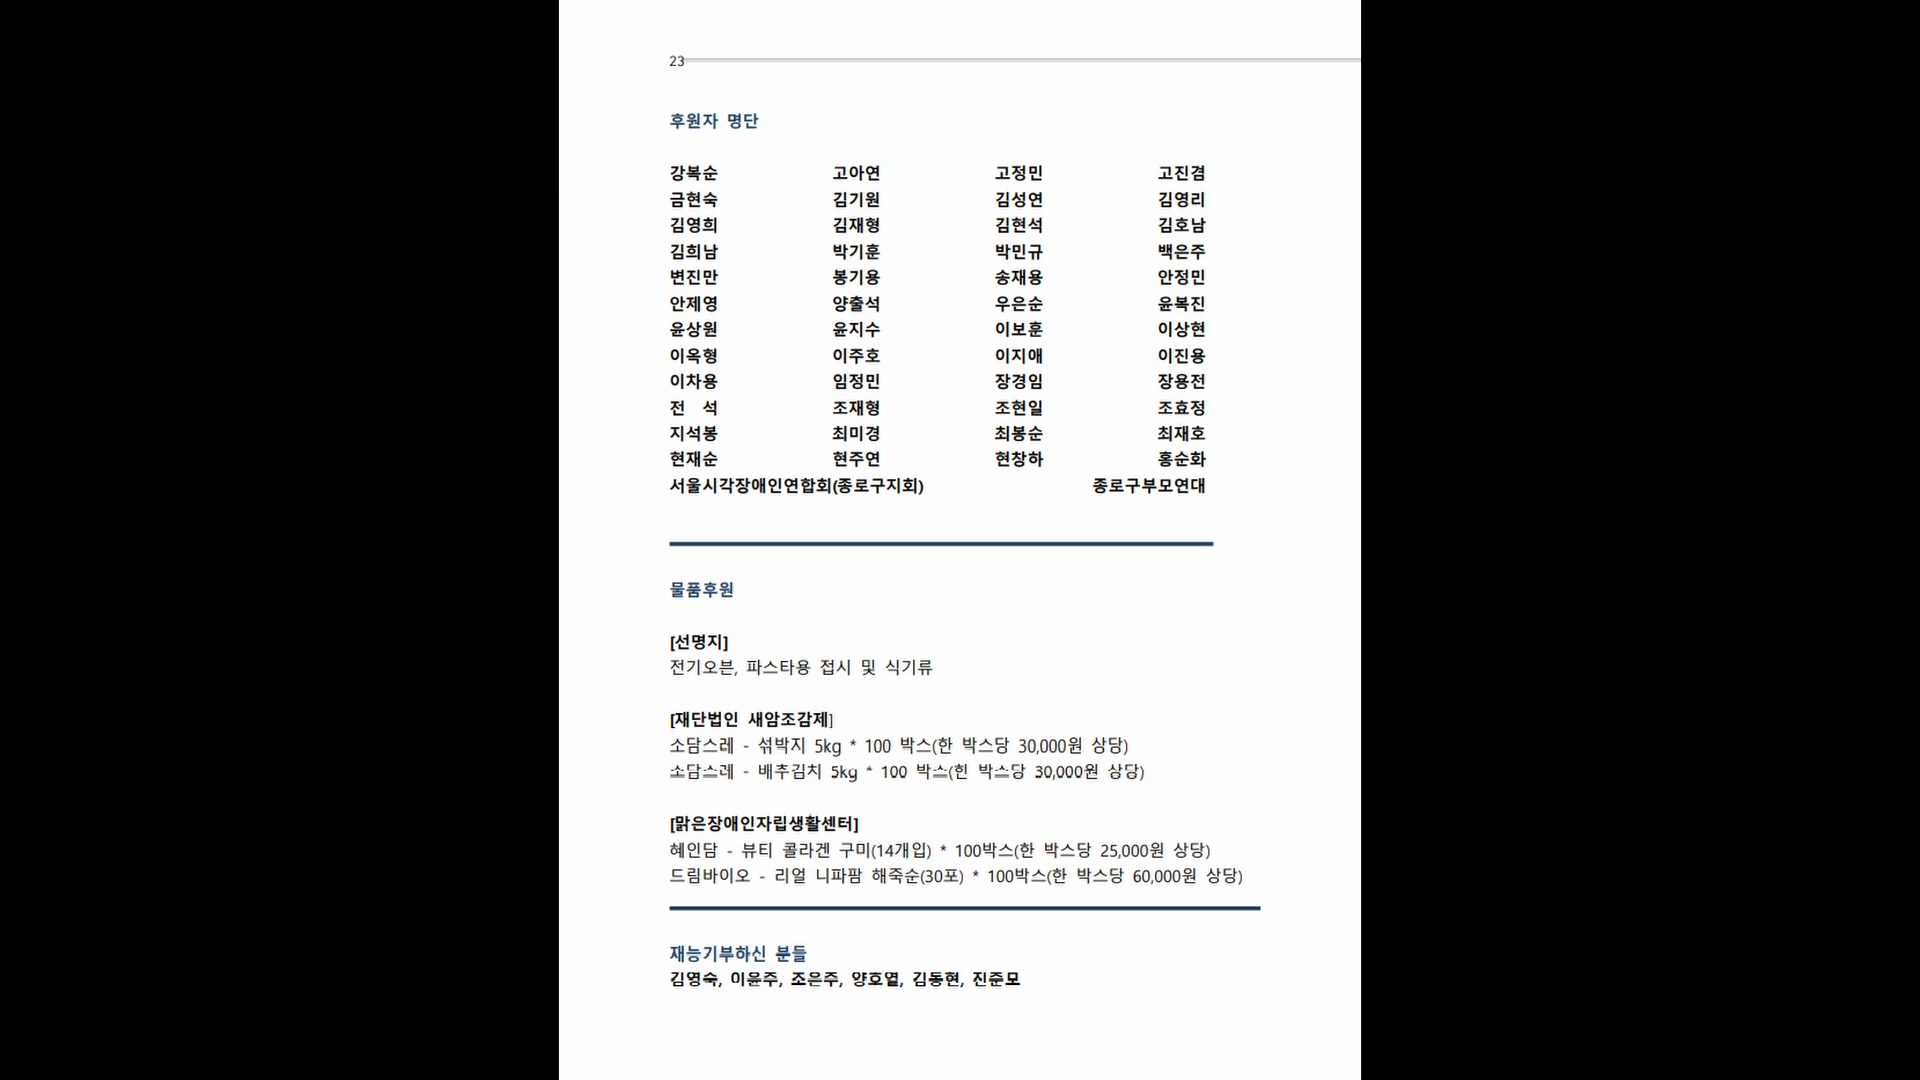 23
후원자 명단
강복순 고아연 고정민 고진겸
금현숙 김기원 김성연 김영리
김영희 김재형 김현석 김호남
김희남 박기훈 박민규 백은주
변진만 봉기용 송재용 안정민
안제영 양출석 우은순 윤복진
윤상원 윤지수 이보훈 이상현
이옥형 이주호 이지애 이진용
이차용 임정민 장경임 장용전
전 석 조재형 조현일 조효정
지석봉 최미경 최봉순 최재호
현재순 현주연 현창하 홍순화
서울시각장애인연합회(종로구지회) 종로구부모연대
물품후원
[선명지]
전기오븐, 파스타용 접시 및 식기류
[재단법인 새암조감제]
소담스레 - 섞박지 5kg * 100 박스(한 박스당 30,000원 상당)
소담스레 - 배추김치 5kg * 100 박스(한 박스당 30,000원 상당)
[맑은장애인자립생활센터]
혜인담 - 뷰티 콜라겐 구미(14개입) * 100박스(한 박스당 25,000원 상당)
드림바이오 - 리얼 니파팜 해죽순(30포) * 100박스(한 박스당 60,000원 상당)
재능기부하신 분들
김영숙, 이윤주, 조은주, 양호열, 김동현, 진준모